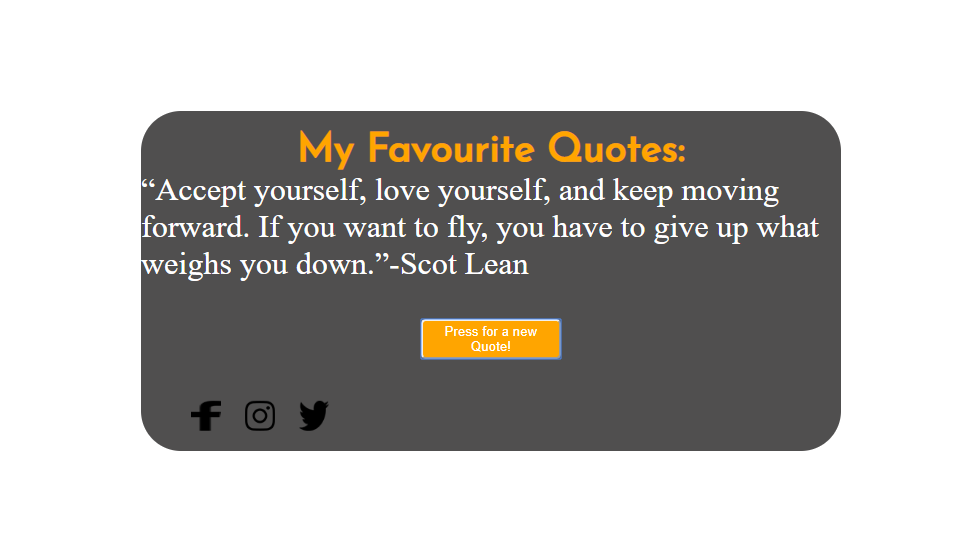 My Favourite Quotes:
“Accept yourself, love yourself, and keep moving
forward. If you want to fly, you have to give up what
weighs you down.”-Scot Lean
Press for a new
Quote!